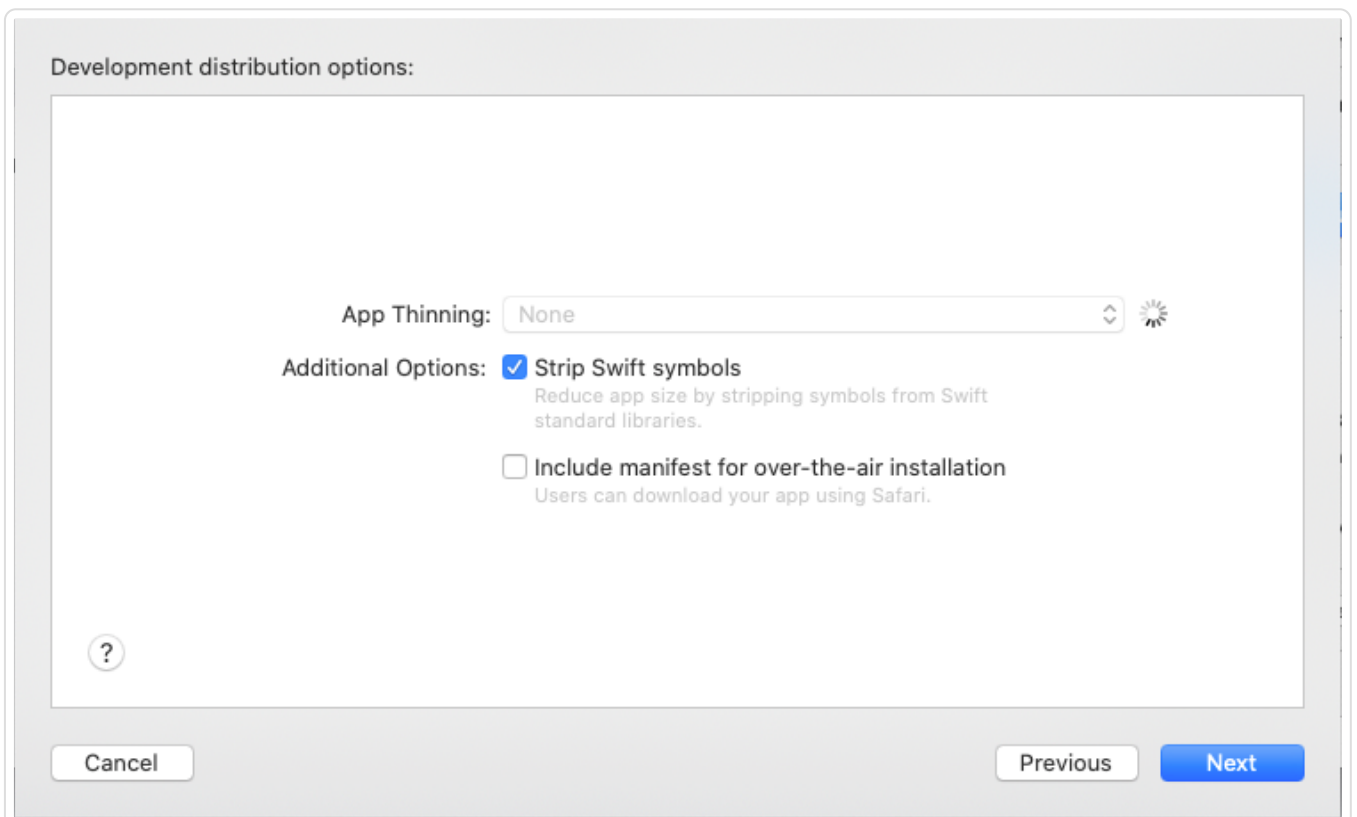 Development distribution options:
App Thinning: None
Additional Options: Strip Swift symbols
Reduce app size by stripping symbols from Swift
standard libraries.
Include manifest for over-the-air installation
Users can download your app using Safari.
?
Cancel Previous Next